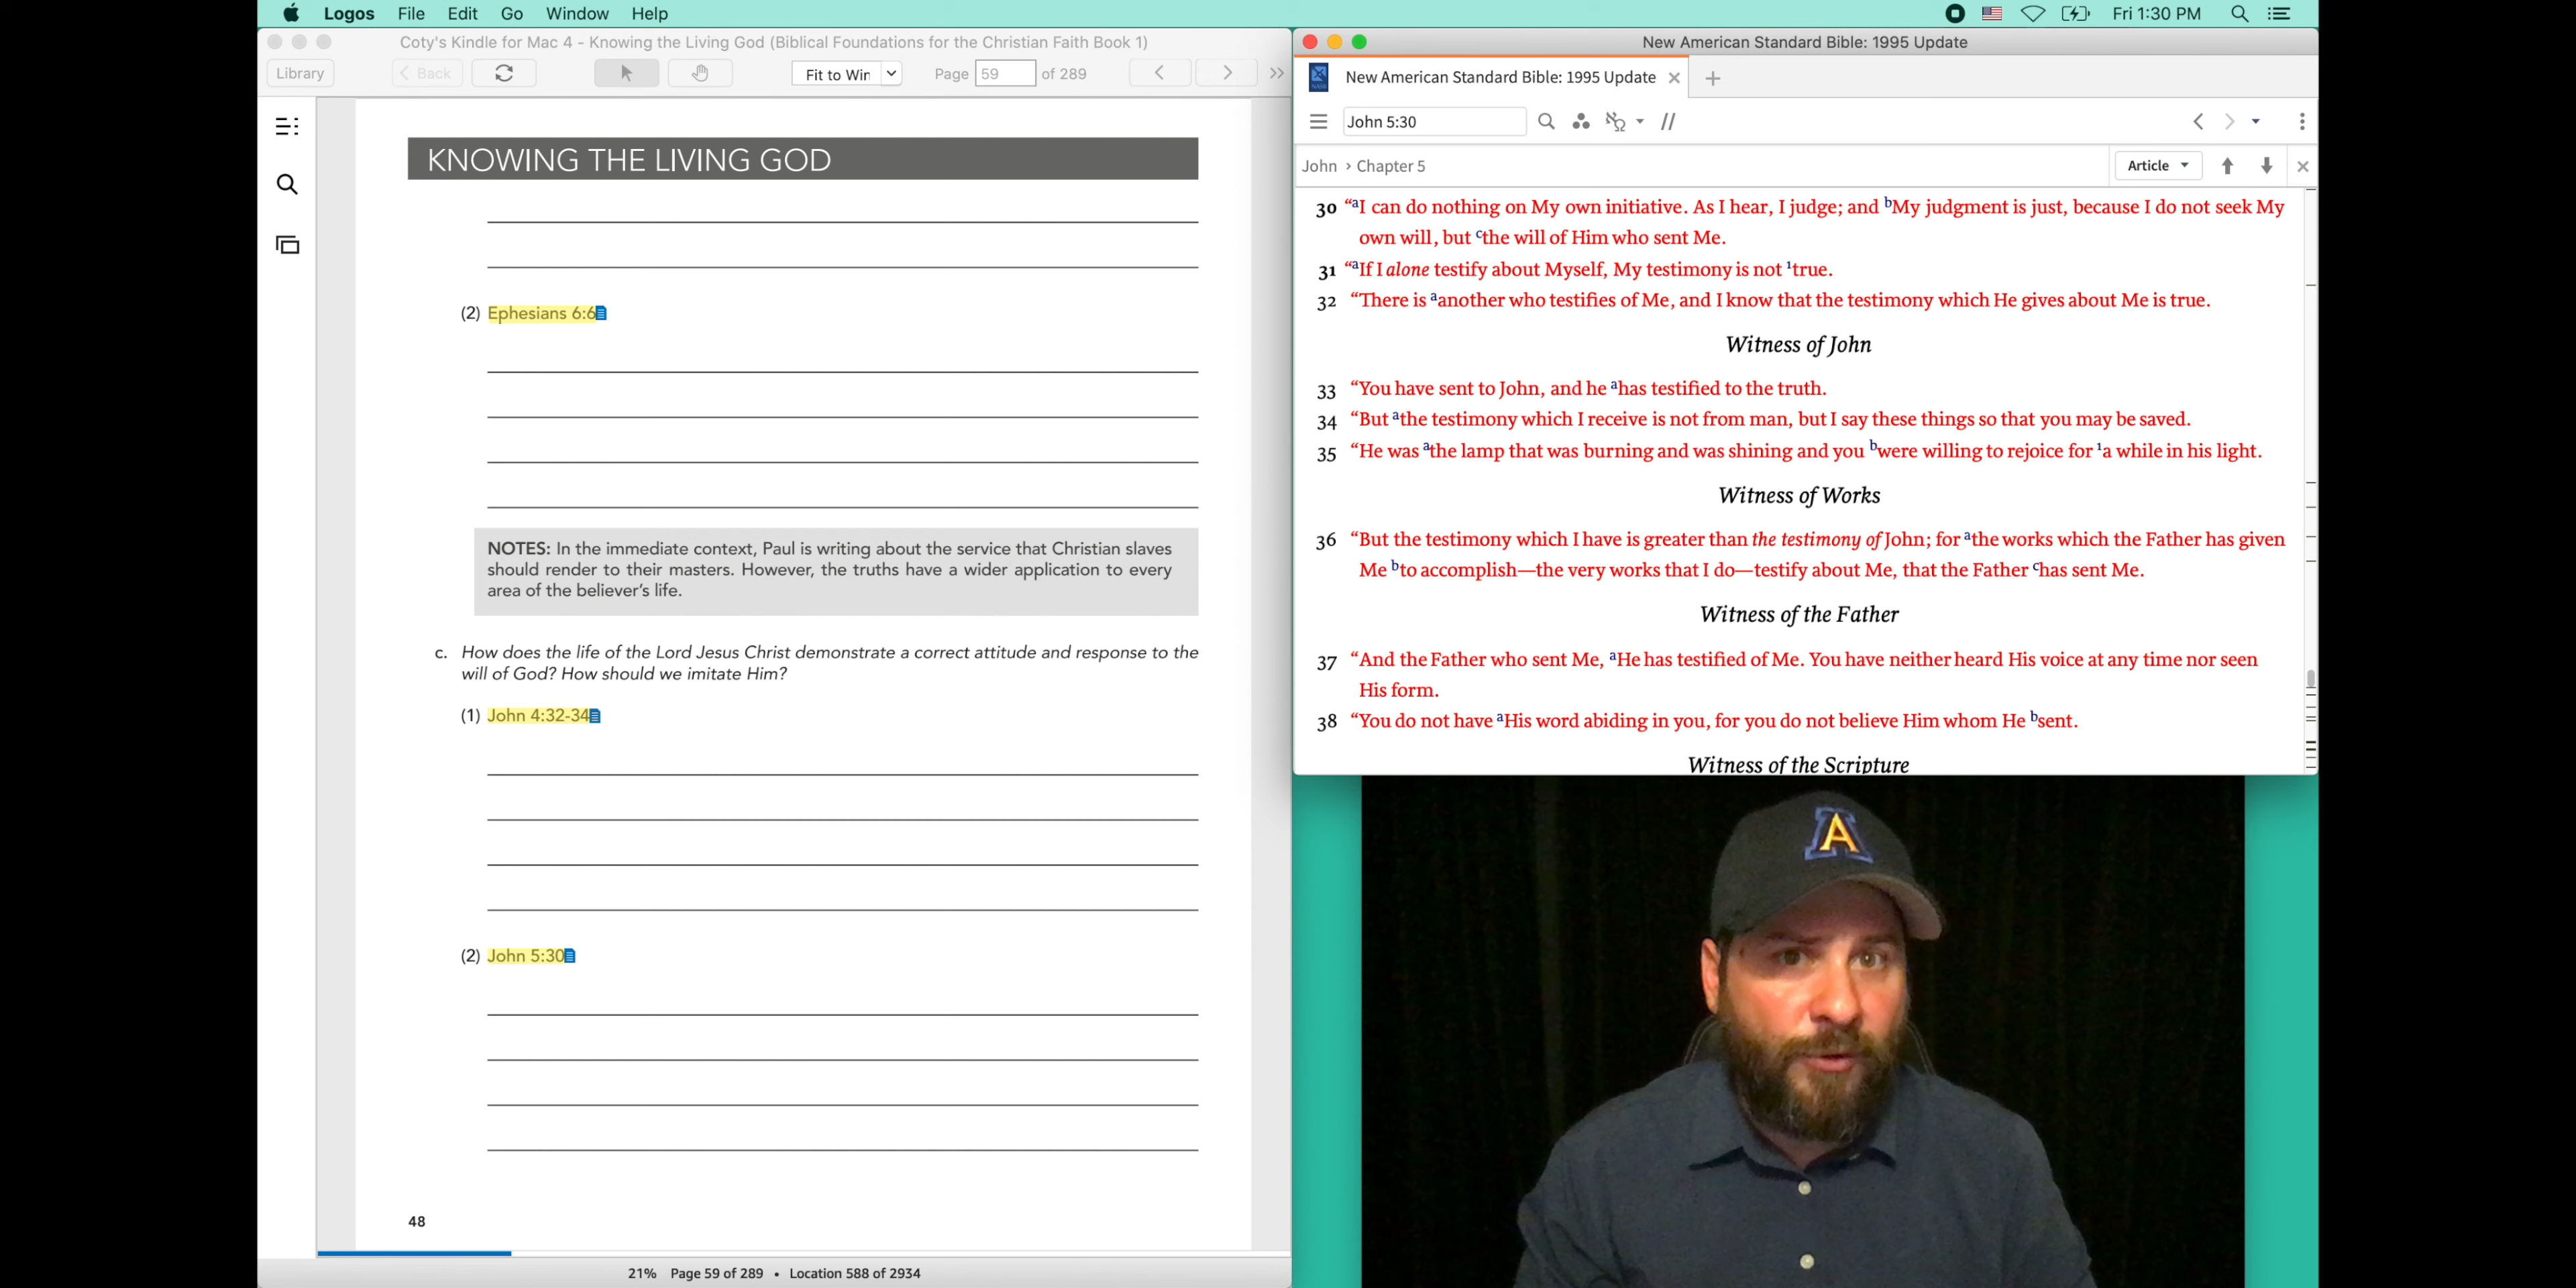 Logos File Edit Go Window Help
Fri 1:30 PM
Coty's Kindle for Mac 4 - Knowing the Living God (Biblical Foundations for the Christian Faith Book 1)
Library
Back
Fit to Win
Page 59 of 289
KNOWING THE LIVING GOD
(2) Ephesians 6:6
NOTES: In the immediate context, Paul is writing about the service that Christian slaves
should render to their masters. However, the truths have a wider application to every
area of the believer's life.
c. How does the life of the Lord Jesus Christ demonstrate a correct attitude and response to the
will of God? How should we imitate Him?
(1) John 4:32-34
(2) John 5:30
48
21% Page 59 of 289 • Location 588 of 2934
New American Standard Bible: 1995 Update
New American Standard Bible: 1995 Update
John 5:30
John › Chapter 5
Article
30 “aI can do nothing on My own initiative. As I hear, I judge; and bMy judgment is just, because I do not seek My
own will, but cthe will of Him who sent Me.
31 “aIf I alone testify about Myself, My testimony is not 1true.
32 “There is aanother who testifies of Me, and I know that the testimony which He gives about Me is true.
Witness of John
33 “You have sent to John, and he ahas testified to the truth.
34 “But athe testimony which I receive is not from man, but I say these things so that you may be saved.
35 “He was athe lamp that was burning and was shining and you bwere willing to rejoice for 1a while in his light.
Witness of Works
36 “But the testimony which I have is greater than the testimony of John; for athe works which the Father has given
Me bto accomplish—the very works that I do—testify about Me, that the Father chas sent Me.
Witness of the Father
37 “And the Father who sent Me, aHe has testified of Me. You have neither heard His voice at any time nor seen
His form.
38 “You do not have aHis word abiding in you, for you do not believe Him whom He bsent.
Witness of the Scripture
A